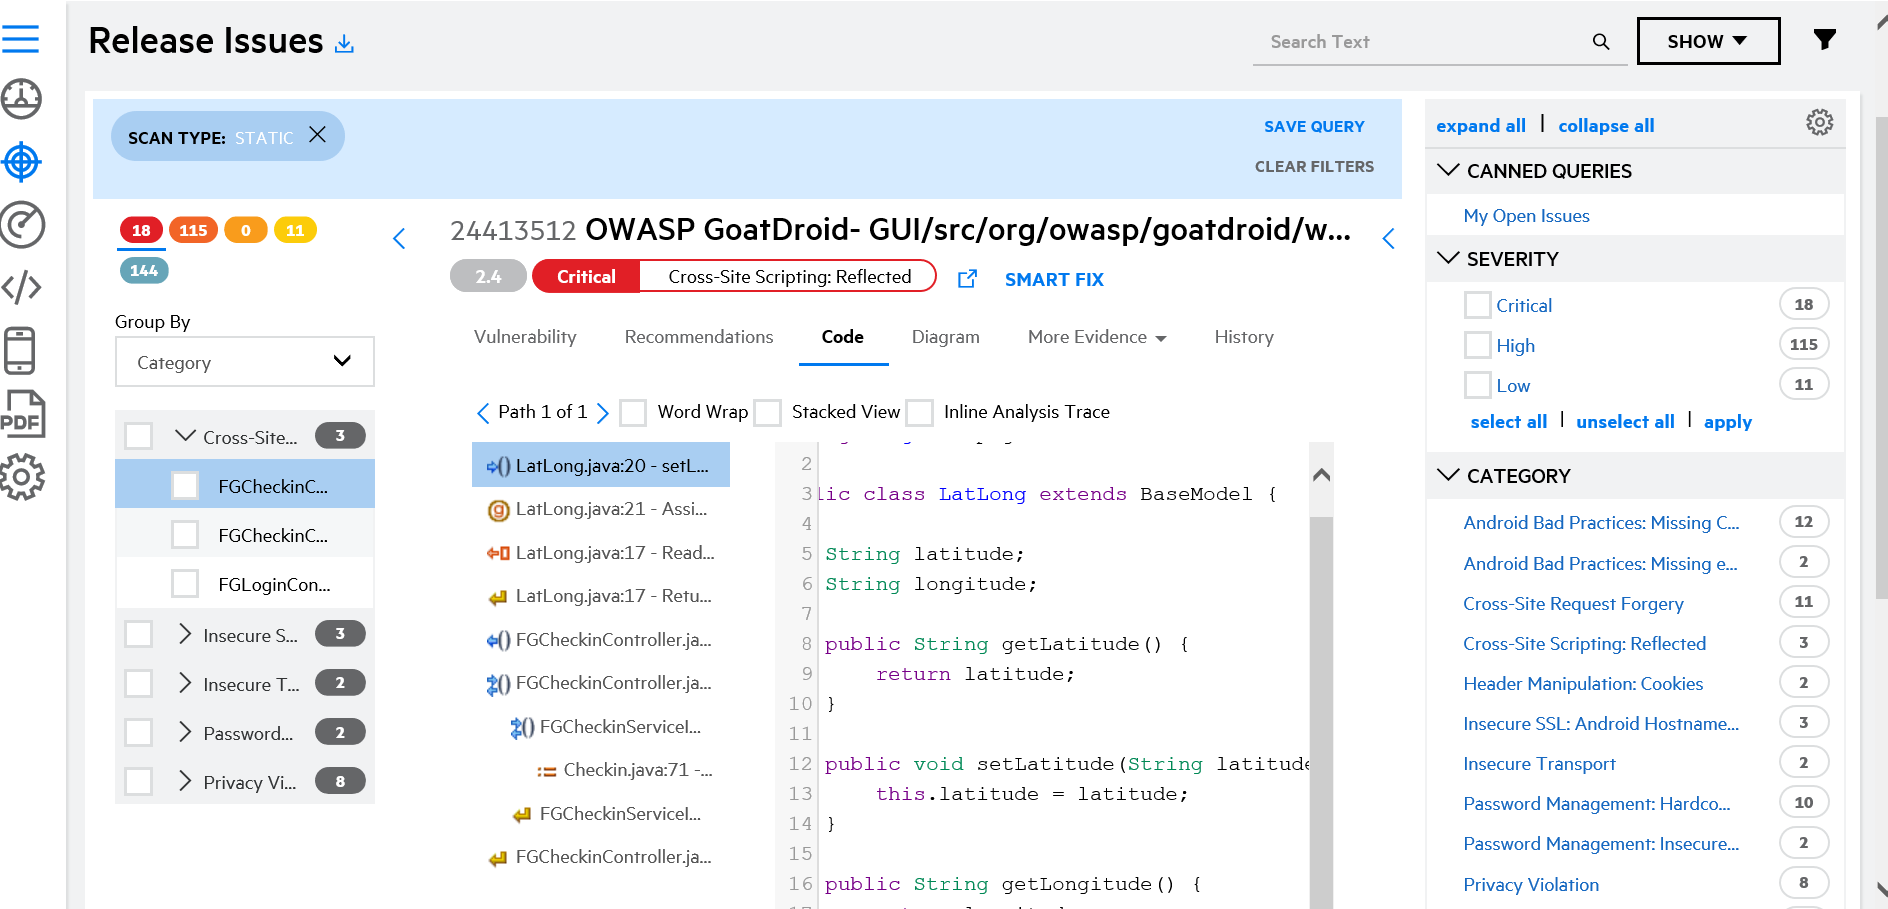 Release Issues
Search Text
SHOW
SCAN TYPE: STATIC
SAVE QUERY
CLEAR FILTERS
18 115 0 11
144
Group By
Category
Cross-Site... 3
FGCheckinC...
FGCheckinC...
FGLoginCon...
Insecure S... 3
Insecure T... 2
Password... 2
Privacy Vi... 8
PDF
24413512 OWASP GoatDroid- GUI/src/org/owasp/goatdroid/w...
2.4 Critical Cross-Site Scripting: Reflected SMART FIX
Vulnerability Recommendations Code Diagram More Evidence History
Path 1 of 1 Word Wrap Stacked View Inline Analysis Trace
LatLong.java:20 - setL...
LatLong.java:21 - Assi...
LatLong.java:17 - Read...
LatLong.java:17 - Retu...
FGCheckinController.ja...
FGCheckinController.ja...
FGCheckinServiceI...
Checkin.java:71 -...
FGCheckinServiceI...
FGCheckinController.ja...
2
3 lic class LatLong extends BaseModel {
4
5 String latitude;
6 String longitude;
7
8 public String getLatitude() {
9 return latitude;
10 }
11
12 public void setLatitude(String latitude
13 this.latitude = latitude;
14 }
15
16 public String getLongitude() {
expand all | collapse all
CANNED QUERIES
My Open Issues
SEVERITY
Critical 18
High 115
Low 11
select all | unselect all | apply
CATEGORY
Android Bad Practices: Missing C... 12
Android Bad Practices: Missing e... 2
Cross-Site Request Forgery 11
Cross-Site Scripting: Reflected 3
Header Manipulation: Cookies 2
Insecure SSL: Android Hostname... 3
Insecure Transport 2
Password Management: Hardco... 10
Password Management: Insecure... 2
Privacy Violation 8